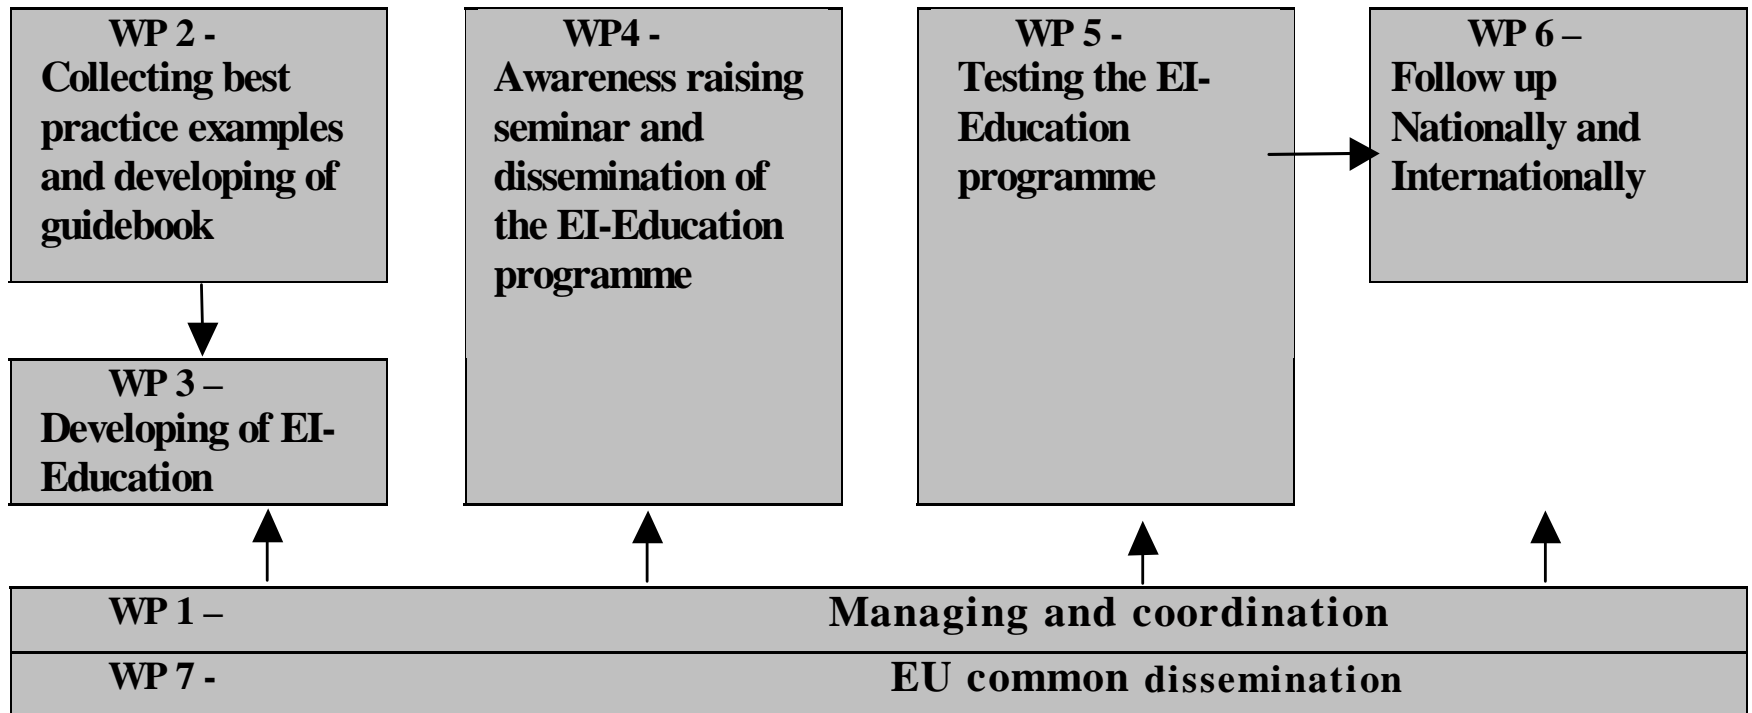 WP 2 -
Collecting best
practice examples
and developing of
guidebook
WP 3 –
Developing of EI-
Education
WP4 -
Awareness raising
seminar and
dissemination of
the EI-Education
programme
WP 5 -
Testing the EI-
Education
programme
WP 6 –
Follow up
Nationally and
Internationally
WP 1 – Managing and coordination
WP 7 - EU common dissemination